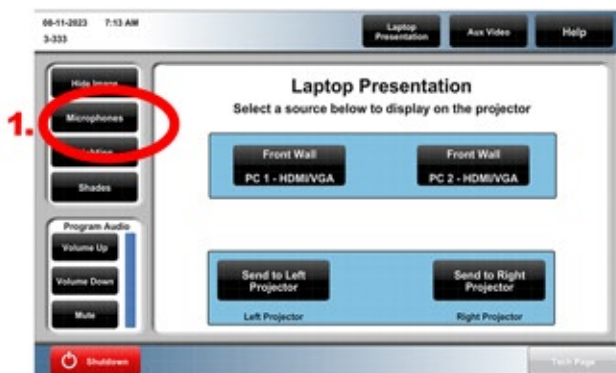 08-11-2023 7:13 AM
3-333
Laptop
Presentation
Aux Video
Help
Hide Image
1.
Microphones
Lighting
Shades
Program Audio
Volume Up
Volume Down
Mute
Laptop Presentation
Select a source below to display on the projector
Front Wall
PC 1 - HDMI/VGA
Front Wall
PC 2 - HDMI/VGA
Send to Left
Projector
Left Projector
Send to Right
Projector
Right Projector
Shutdown
Tech Page